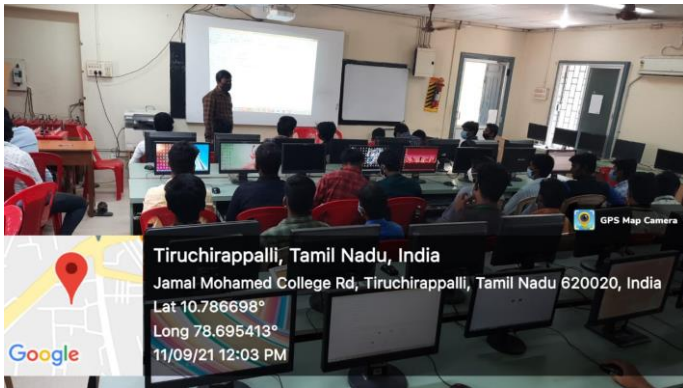 GPS Map Camera
Tiruchirappalli, Tamil Nadu, India
Jamal Mohamed College Rd, Tiruchirappalli, Tamil Nadu 620020, India
Lat 10.786698°
Long 78.695413°
11/09/21 12:03 PM
Google